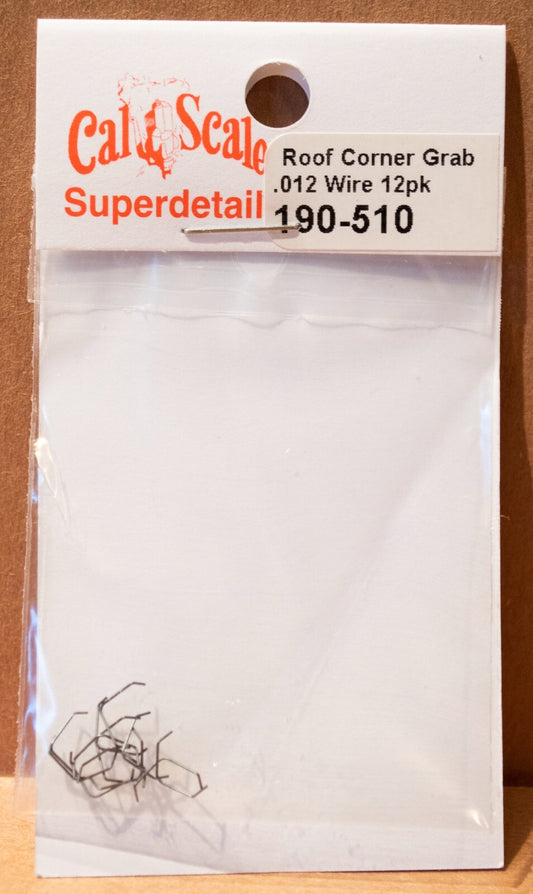 Cal Scale
Superdetail
Roof Corner Grab
.012 Wire 12pk
190-510